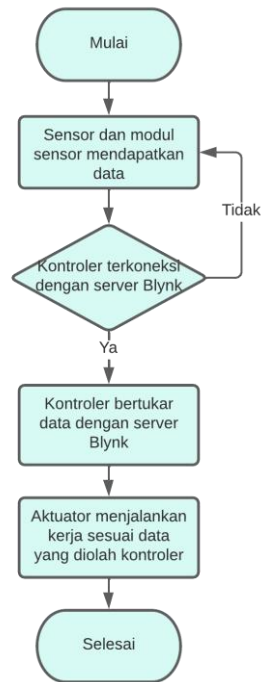 Mulai
Sensor dan modul
sensor mendapatkan
data
Tidak
Kontroler terkoneksi
dengan server Blynk
Ya
Kontroler bertukar
data dengan server
Blynk
Aktuator menjalankan
kerja sesuai data
yang diolah kontroler
Selesai